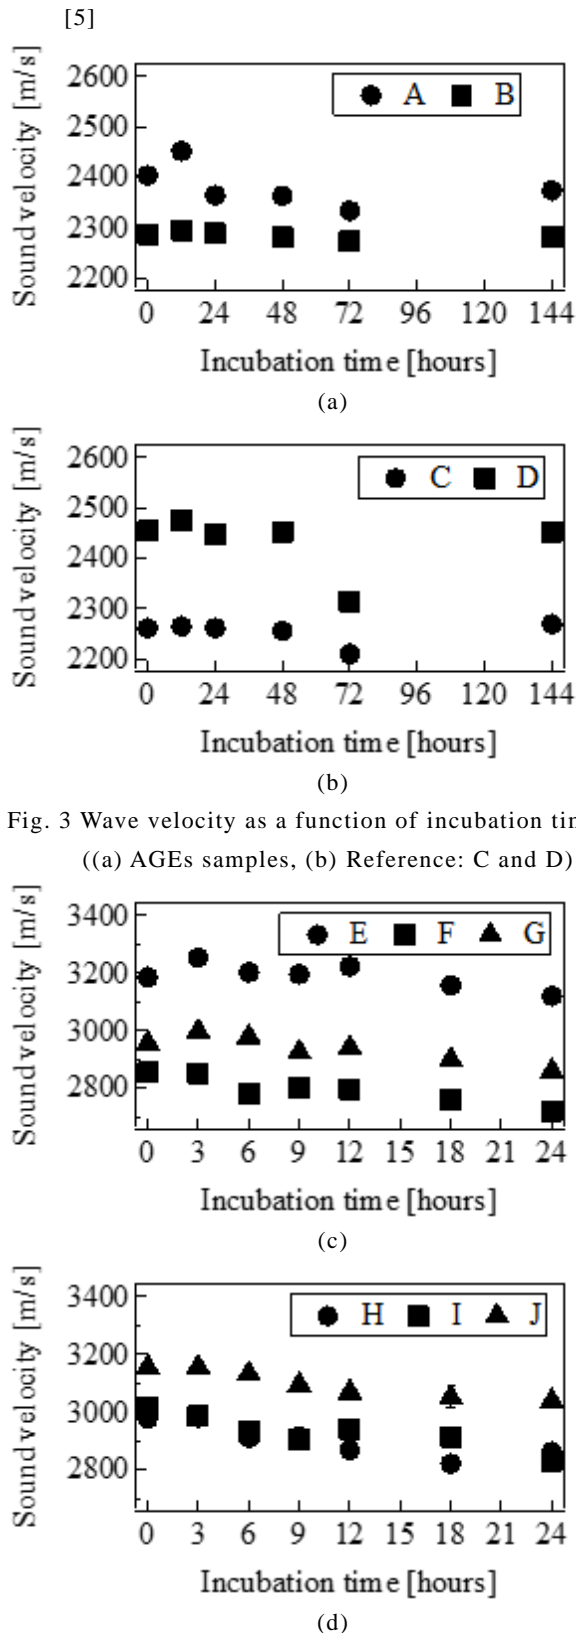 [5]
2600
A B
2500
2400
2300
2200
Sound velocity [m/s]
0 24 48 72 96 120 144
Incubation time [hours]
(a)
2600
C D
2500
2400
2300
2200
Sound velocity [m/s]
0 24 48 72 96 120 144
Incubation time [hours]
(b)
Fig. 3 Wave velocity as a function of incubation
((a) AGEs samples, (b) Reference: C and D)
3400
E F G
3200
3000
2800
Sound velocity [m/s]
0 3 6 9 12 15 18 21 24
Incubation time [hours]
(c)
3400
H I J
3200
3000
2800
Sound velocity [m/s]
0 3 6 9 12 15 18 21 24
Incubation time [hours]
(d)